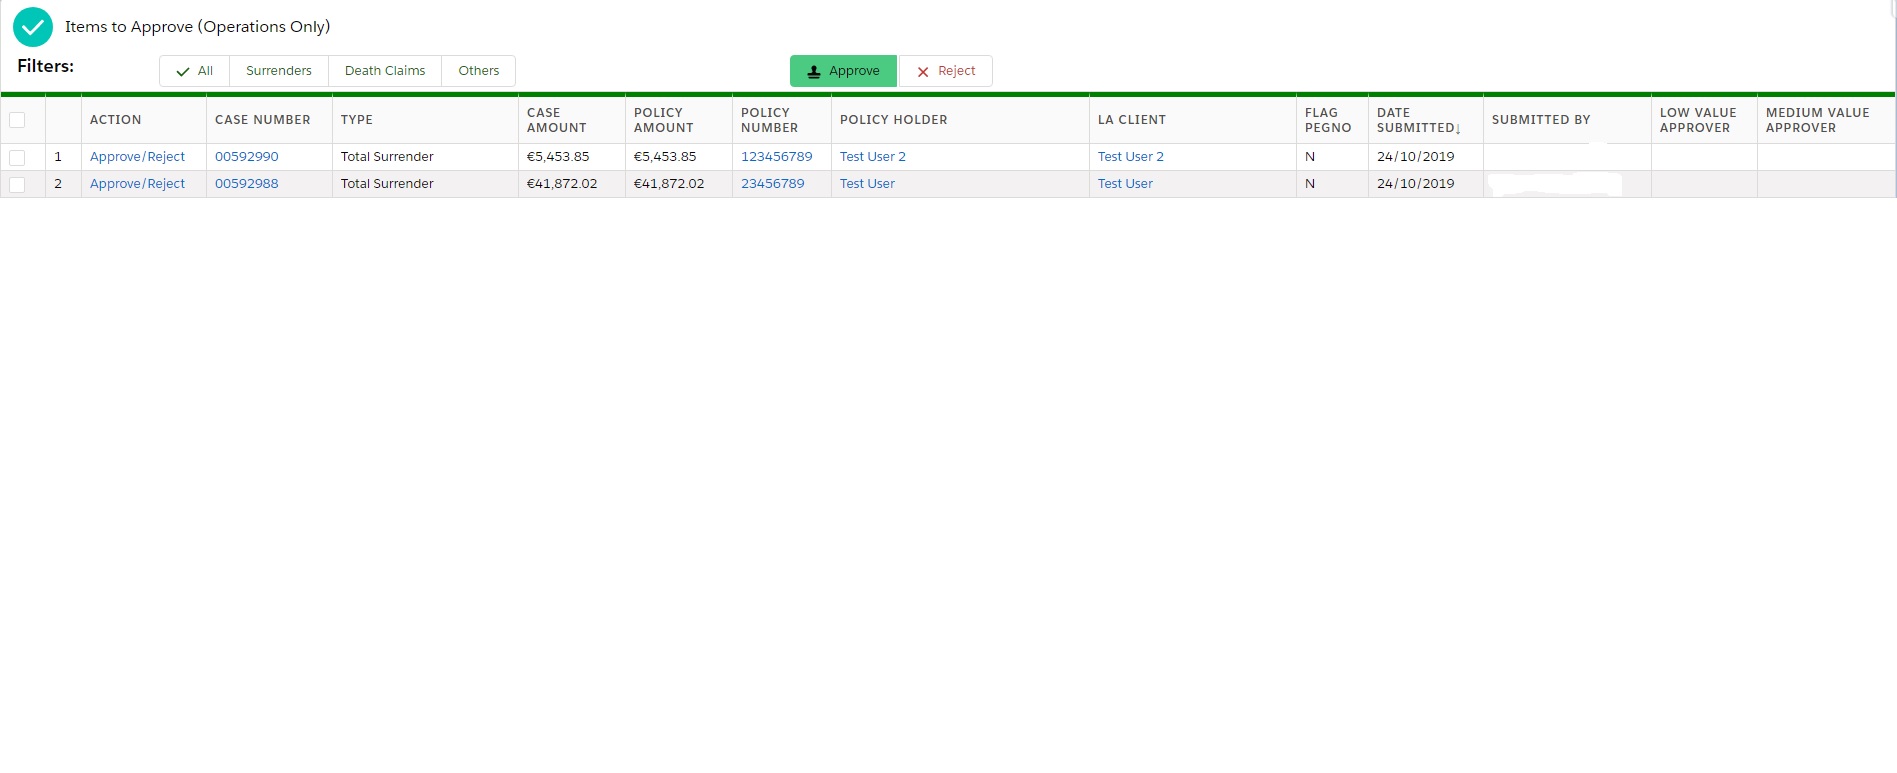 Items to Approve (Operations Only)
Filters:
All Surrenders Death Claims Others Approve Reject
ACTION CASE NUMBER TYPE CASE AMOUNT POLICY AMOUNT POLICY NUMBER POLICY HOLDER LA CLIENT FLAG PEGNO DATE SUBMITTED↓ SUBMITTED BY LOW VALUE APPROVER MEDIUM VALUE APPROVER
1 Approve/Reject 00592990 Total Surrender €5,453.85 €5,453.85 123456789 Test User 2 Test User 2 N 24/10/2019
2 Approve/Reject 00592988 Total Surrender €41,872.02 €41,872.02 23456789 Test User Test User N 24/10/2019